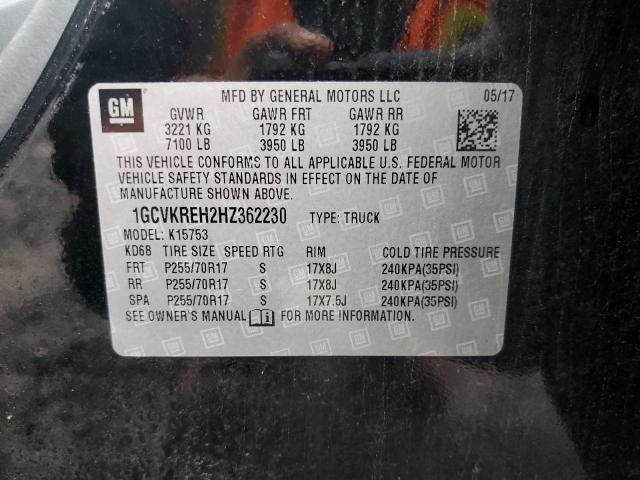 GM
MFD BY GENERAL MOTORS LLC 05/17
GVWR GAWR FRT GAWR RR
3221 KG 1792 KG 1792 KG
7100 LB 3950 LB 3950 LB
THIS VEHICLE CONFORMS TO ALL APPLICABLE U.S. FEDERAL MOTOR
VEHICLE SAFETY STANDARDS IN EFFECT ON THE DATE OF
MANUFACTURE SHOWN ABOVE.
1GCVKREH2HZ362230 TYPE: TRUCK
MODEL: K15753
KD68 TIRE SIZE SPEED RTG RIM COLD TIRE PRESSURE
FRT P255/70R17 S 17X8J 240KPA(35PSI)
RR P255/70R17 S 17X8J 240KPA(35PSI)
SPA P255/70R17 S 17X7.5J 240KPA(35PSI)
SEE OWNER'S MANUAL FOR MORE INFORMATION.